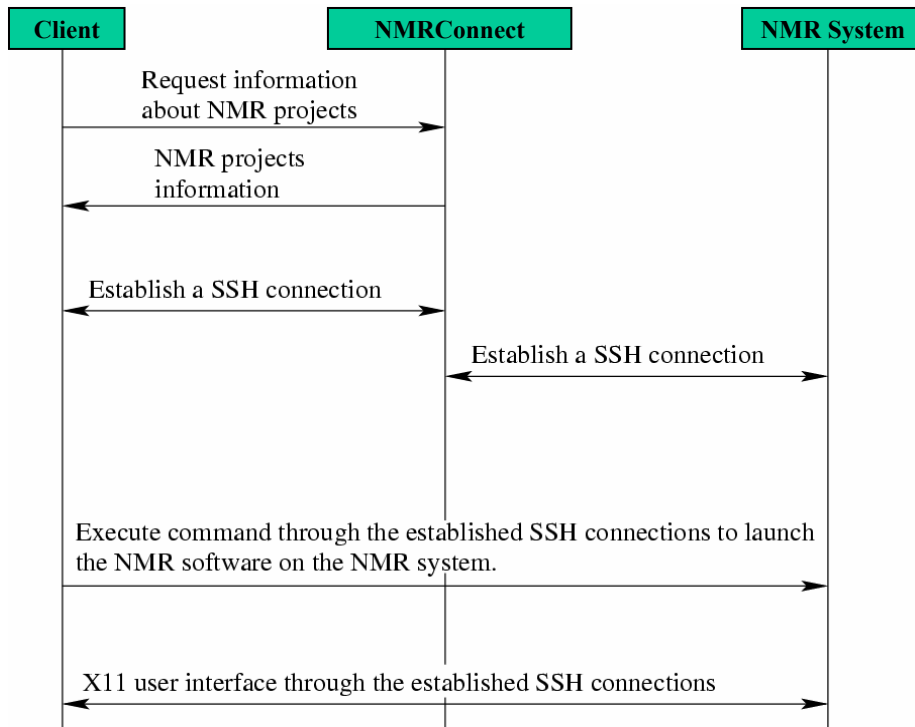 Client
NMRConnect
NMR System
Request information
about NMR projects
NMR projects
information
Establish a SSH connection
Establish a SSH connection
Execute command through the established SSH connections to launch
the NMR software on the NMR system.
X11 user interface through the established SSH connections